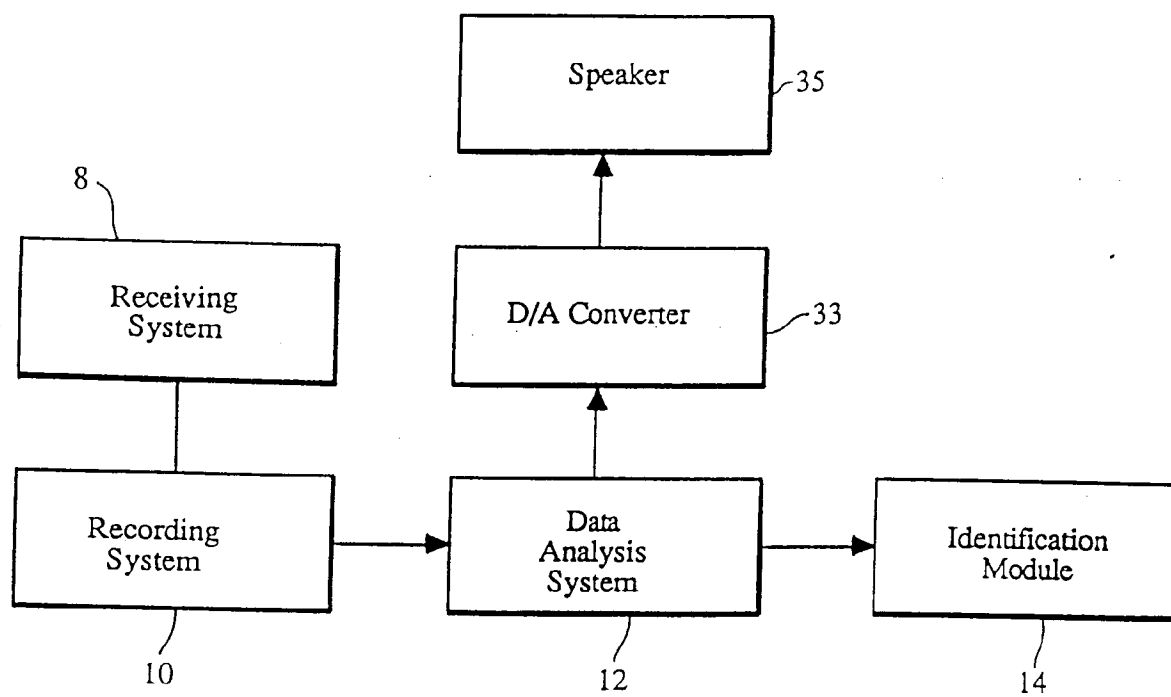 Speaker
35
8
Receiving
System
D/A Converter
33
Recording
System
Data
Analysis
System
Identification
Module
10
12
14